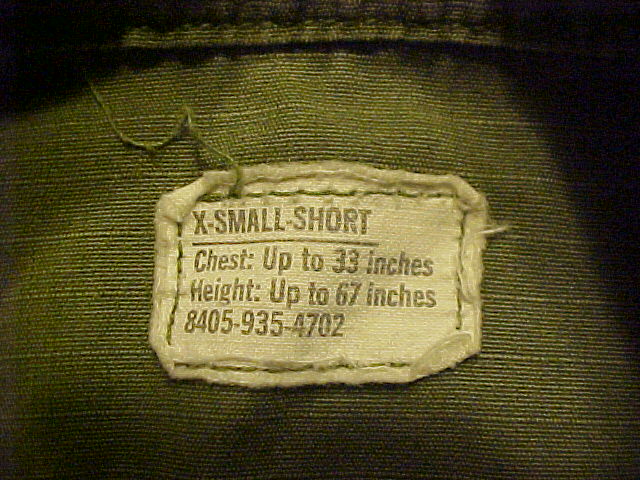 X-SMALL-SHORT
Chest: Up to 33 inches
Height: Up to 67 inches
8405-935-4702